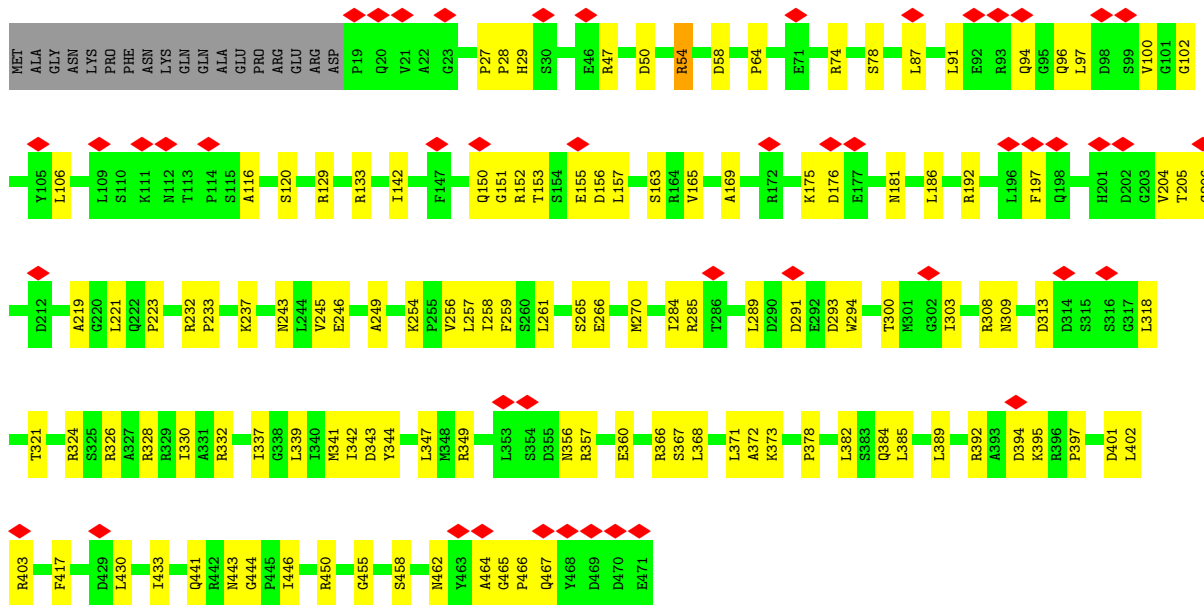 MET ALA GLY ASN LYS PRO PHE ASN LYS GLN GLN ALA GLU PRO ARG GLU ARG ASP P19 Q20 V21 A22 G23 P27 P28 H29 S30 E46 R47 D50 R54 D58 P64 E71 R74 S78 L87 L91 E92 R93 Q94 G95 Q96 L97 D98 S99 V100 G101 G102
Y105 L106 L109 S110 K111 N112 T113 P114 S115 A116 S120 R129 R133 I142 F147 Q150 G151 R152 T153 S154 E155 D156 L157 S163 R164 V165 A169 R172 K175 D176 E177 N181 L186 R192 L196 F197 Q198 H201 D202 G203 V204 T205
D212 A219 G220 L221 Q222 P223 R232 P233 K237 N243 L244 V245 E246 A249 K254 P255 V256 L257 I258 F259 S260 L261 S265 E266 M270 I284 R285 T286 L289 D290 D291 E292 D293 W294 T300 M301 G302 I303 R308 N309 D313 D314 S315 S316 G317 L318
T321 R324 S325 R326 A327 R328 R329 I330 A331 R332 I337 G338 L339 I340 M341 I342 D343 Y344 L347 M348 R349 L353 S354 D355 N356 R357 E360 R366 S367 L368 L371 A372 K373 P378 L382 S383 Q384 L385 L389 R392 A393 D394 K395 R396 P397 D401 L402
R403 F417 D429 L430 I433 Q441 R442 N443 G444 P445 I446 R450 G455 S458 N462 Y463 A464 G465 P466 Q467 Y468 D469 D470 E471